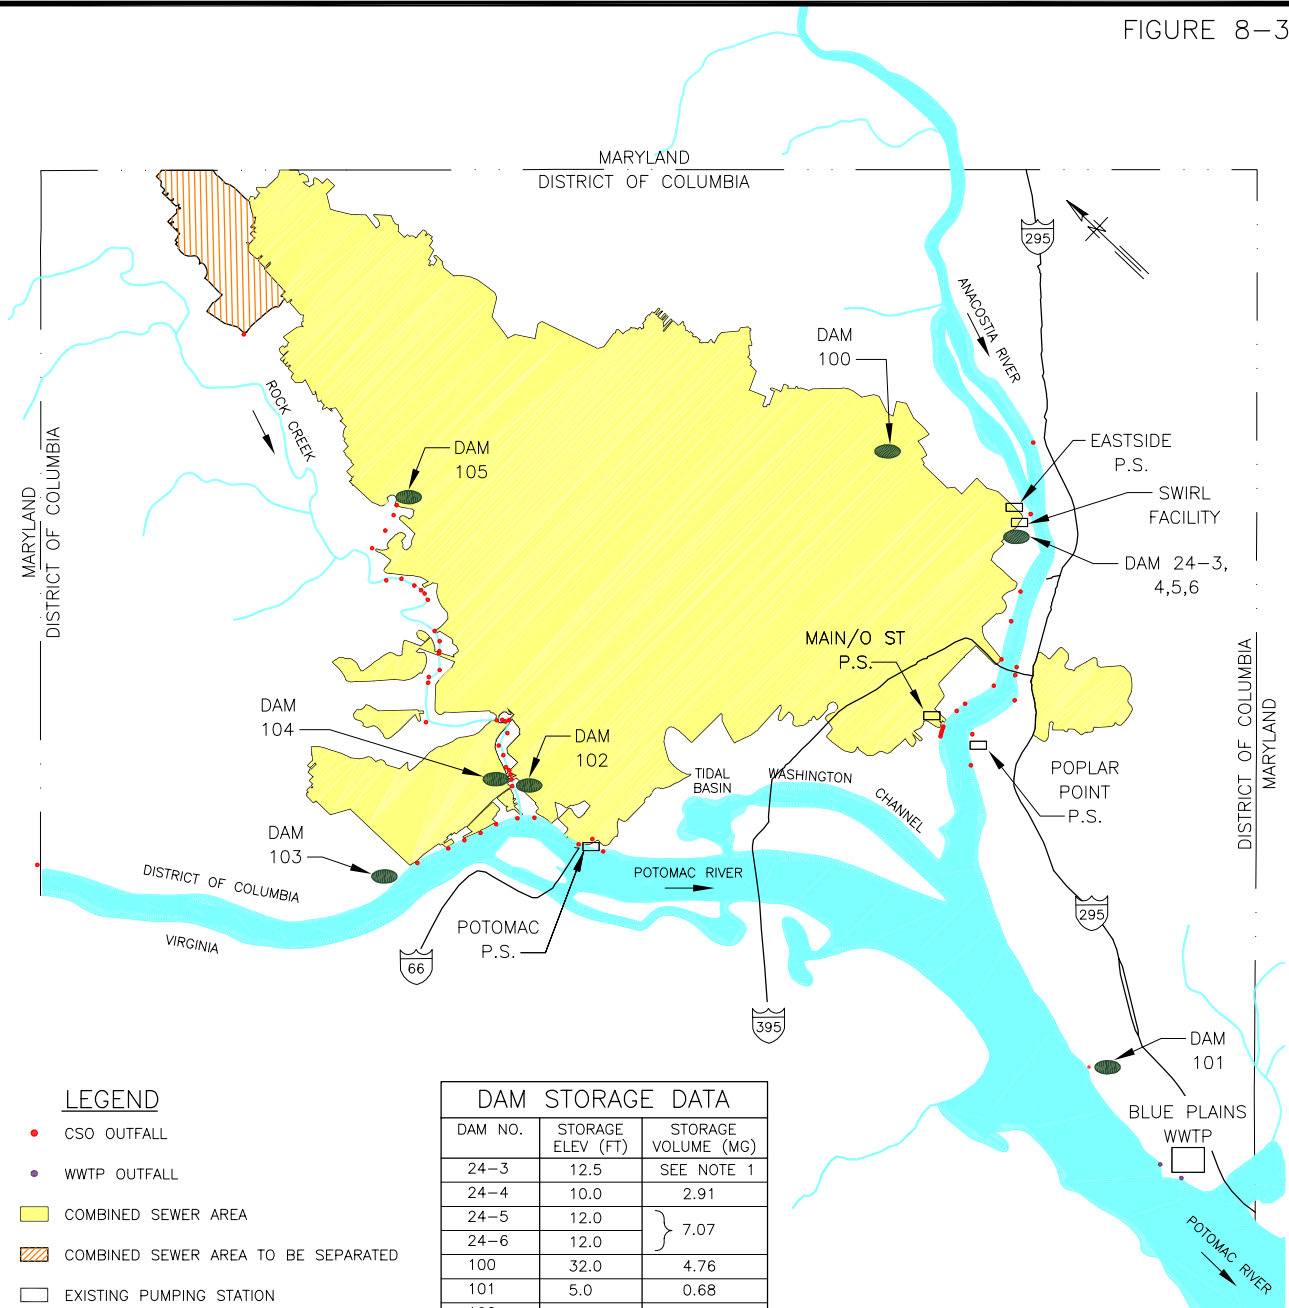 FIGURE 8-3
MARYLAND
DISTRICT OF COLUMBIA
295
ANACOSTIA RIVER
DAM
100
ROCK CREEK
DAM
105
EASTSIDE
P.S.
SWIRL
FACILITY
DAM 24-3,
4,5,6
MARYLAND
DISTRICT OF COLUMBIA
MAIN/O ST
P.S.
DISTRICT OF COLUMBIA
MARYLAND
DAM
104
DAM
102
TIDAL
BASIN
WASHINGTON
CHANNEL
POPLAR
POINT
P.S.
DAM
103
DISTRICT OF COLUMBIA
VIRGINIA
POTOMAC RIVER
POTOMAC
P.S.
66
295
395
DAM
101
BLUE PLAINS
WWTP
POTOMAC RIVER
LEGEND
CSO OUTFALL
WWTP OUTFALL
COMBINED SEWER AREA
COMBINED SEWER AREA TO BE SEPARATED
EXISTING PUMPING STATION
DAM STORAGE DATA
DAM NO. STORAGE ELEV (FT) STORAGE VOLUME (MG)
24-3 12.5 SEE NOTE 1
24-4 10.0 2.91
24-5 12.0 7.07
24-6 12.0
100 32.0 4.76
101 5.0 0.68